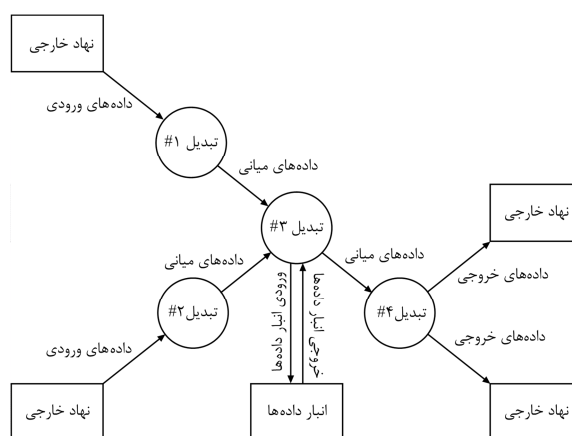 نهاد خارجی
داده‌های ورودی
تبدیل ۱#
داده‌های میانی
تبدیل ۳#
نهاد خارجی
داده‌های میانی
داده‌های میانی
داده‌های خروجی
ورودی انبار داده‌ها
خروجی انبار داده‌ها
تبدیل۲#
تبدیل۴#
داده‌های ورودی
داده‌های خروجی
نهاد خارجی
انبار داده‌ها
نهاد خارجی